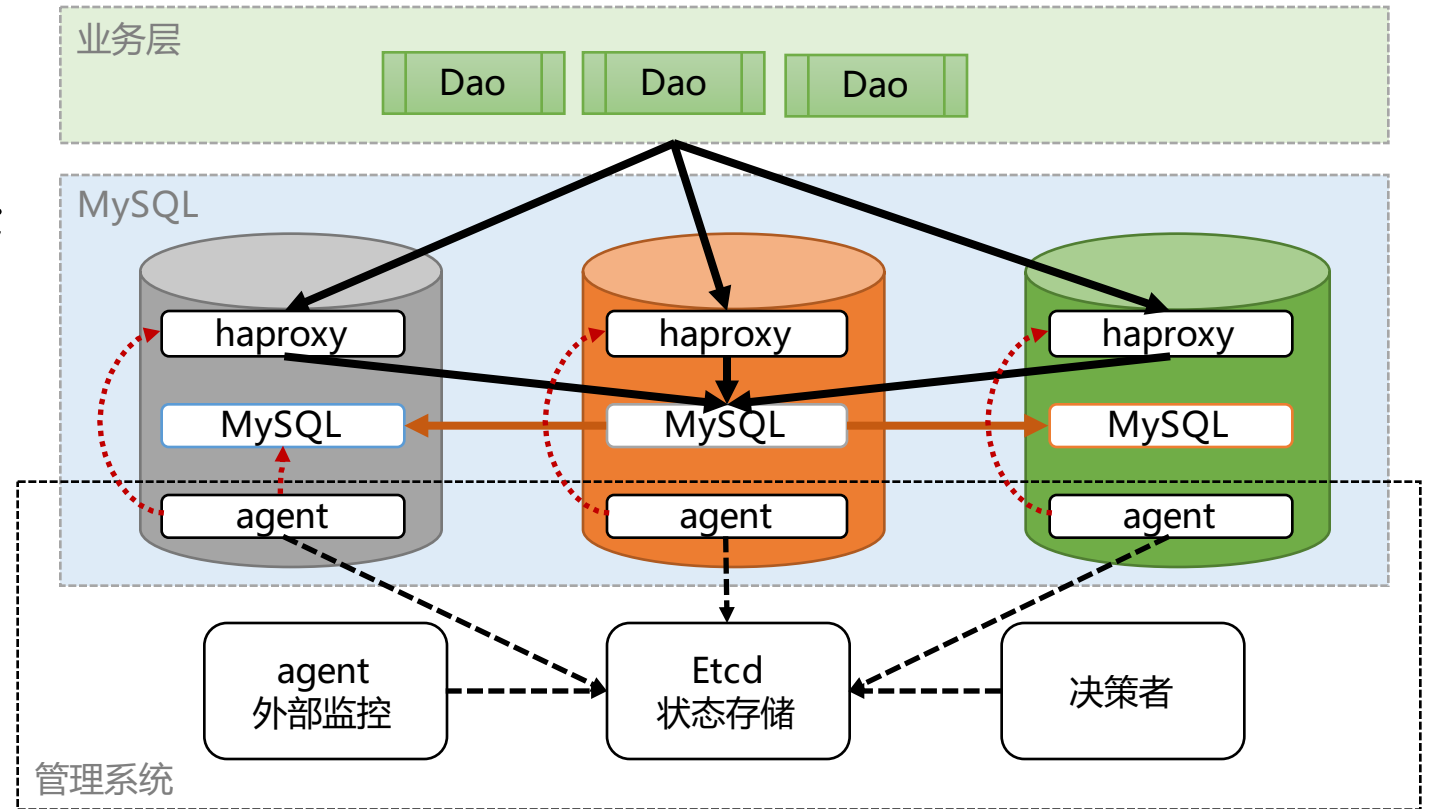 业务层
Dao
Dao
Dao
MySQL
haproxy
haproxy
haproxy
MySQL
MySQL
MySQL
agent
agent
agent
agent
外部监控
Etcd
状态存储
决策者
管理系统